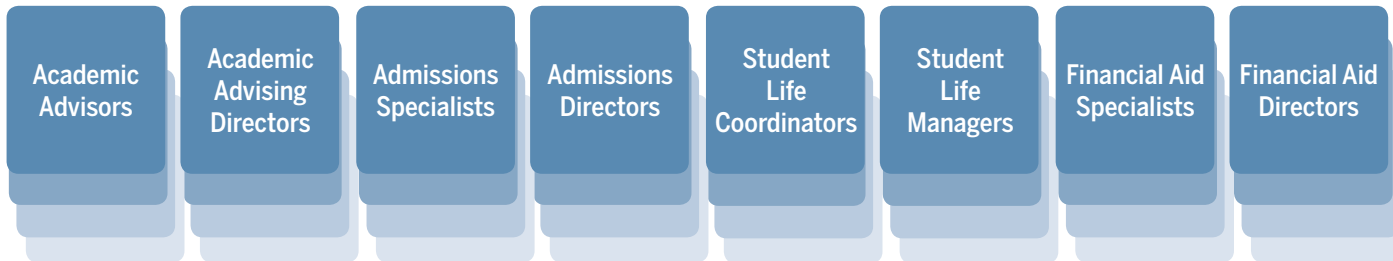 Academic
Advisors
Academic
Advising
Directors
Admissions
Specialists
Admissions
Directors
Student
Life
Coordinators
Student
Life
Managers
Financial Aid
Specialists
Financial Aid
Directors